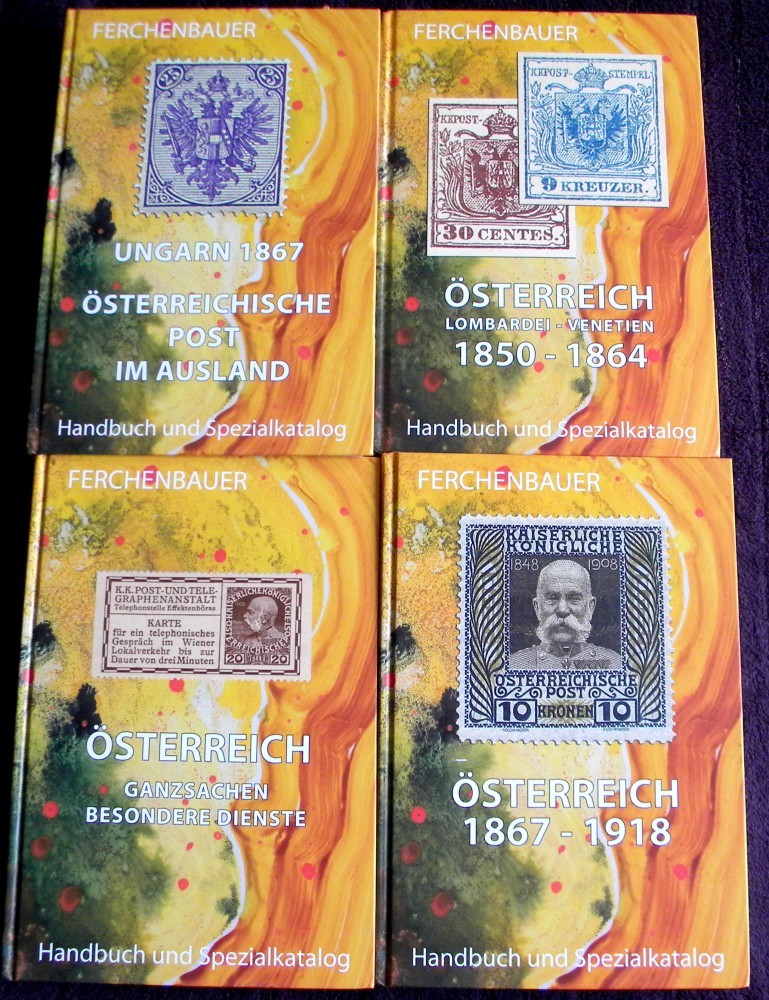 FERCHENBAUER
25 25
UNGARN 1867
ÖSTERREICHISCHE
POST
IM AUSLAND
Handbuch und Spezialkatalog
FERCHENBAUER
KKPOST-
30 CENTES.
KKPOST-STEMPEL
9 KREUZER.
ÖSTERREICH
LOMBARDEI - VENETIEN
1850 - 1864
Handbuch und Spezialkatalog
FERCHENBAUER
K.K. POST- UND TELE-
GRAPHENANSTALT
Telephonstelle Effektenbörse
KARTE
für ein telephonisches
Gespräch im Wiener
Lokalverkehr bis zur
Dauer von drei Minuten
20 20
ÖSTERREICH
GANZSACHEN
BESONDERE DIENSTE
Handbuch und Spezialkatalog
FERCHENBAUER
KAISERLICHE
KÖNIGLICHE
1848 1908
ÖSTERREICHISCHE
POST
10 KRONEN 10
ÖSTERREICH
1867 - 1918
Handbuch und Spezialkatalog